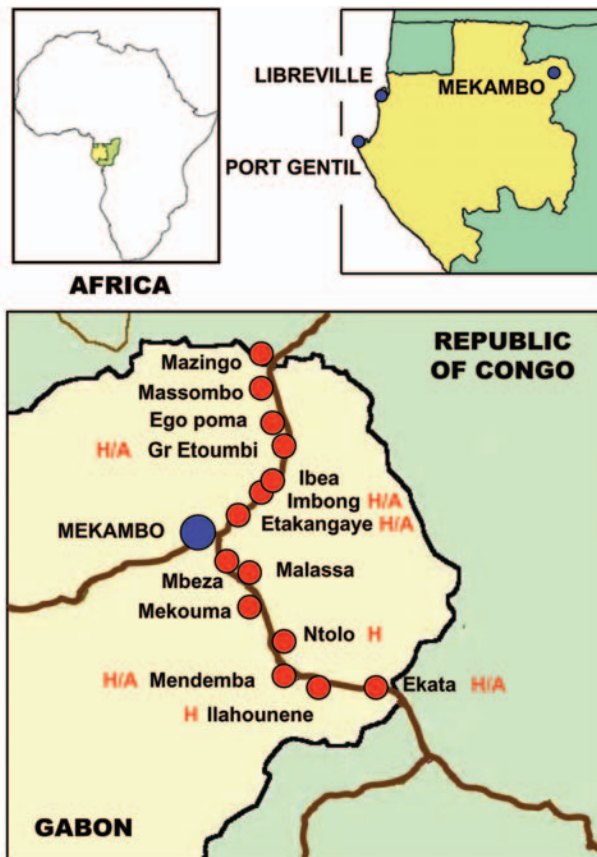 AFRICA
LIBREVILLE
MEKAMBO
PORT GENTIL
REPUBLIC
OF CONGO
Mazingo
Massombo
Ego poma
H/A Gr Etoumbi
Ibea
Imbong H/A
Etakangaye H/A
MEKAMBO
Mbeza
Malassa
Mekouma
Ntolo H
H/A Mendemba
Ekata H/A
H Ilahounene
GABON